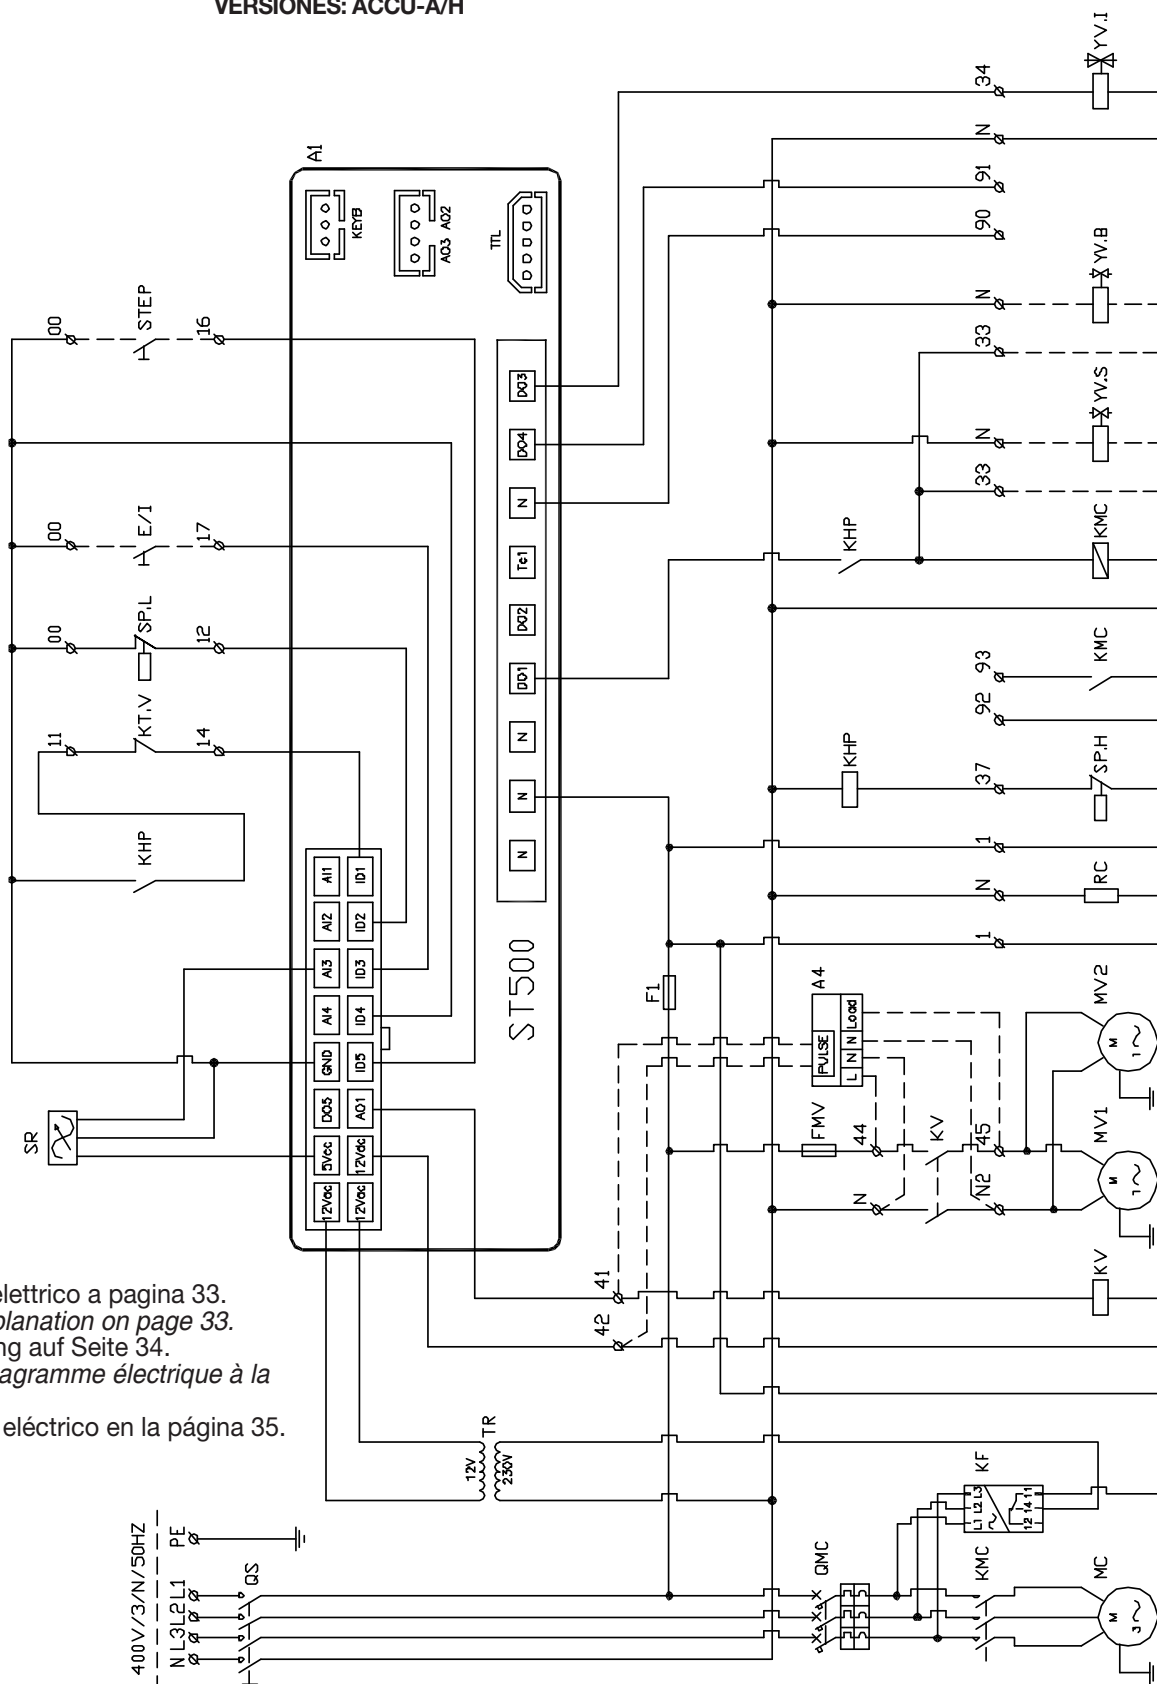 VERSIONES: ACCU-A/H
34
YV.I
N
91
90
N
YV.B
33
N
YV.S
33
KHP
KMC
93
KMC
92
KHP
37
SP.H
1
N
RC
1
A1
KEYB
AO3 AO2
TTL
00
STEP
16
00
E/I
17
00
SP.L
12
11
KT.V
14
KHP
DO3
DO4
N
Tc1
DO2
DO1
N
N
N
AI1
ID1
AI2
ID2
AI3
ID3
AI4
ID4
GND
ID5
DO5
AO1
5Vcc
12Vdc
12Vac
12Vac
ST500
SR
F1
A4
PULSE
L N N Load
MV2
FMV
44
KV
45
MV1
N
N2
M
1
M
1
41
KV
42
elettrico a pagina 33.
planation on page 33.
ng auf Seite 34.
agramme électrique à la
eléctrico en la página 35.
12V
TR
230V
KF
L1 L2 L3
12 14 11
400V/3/N/50HZ
PE
N L3 L2 L1
QS
QMC
KMC
MC
M
3